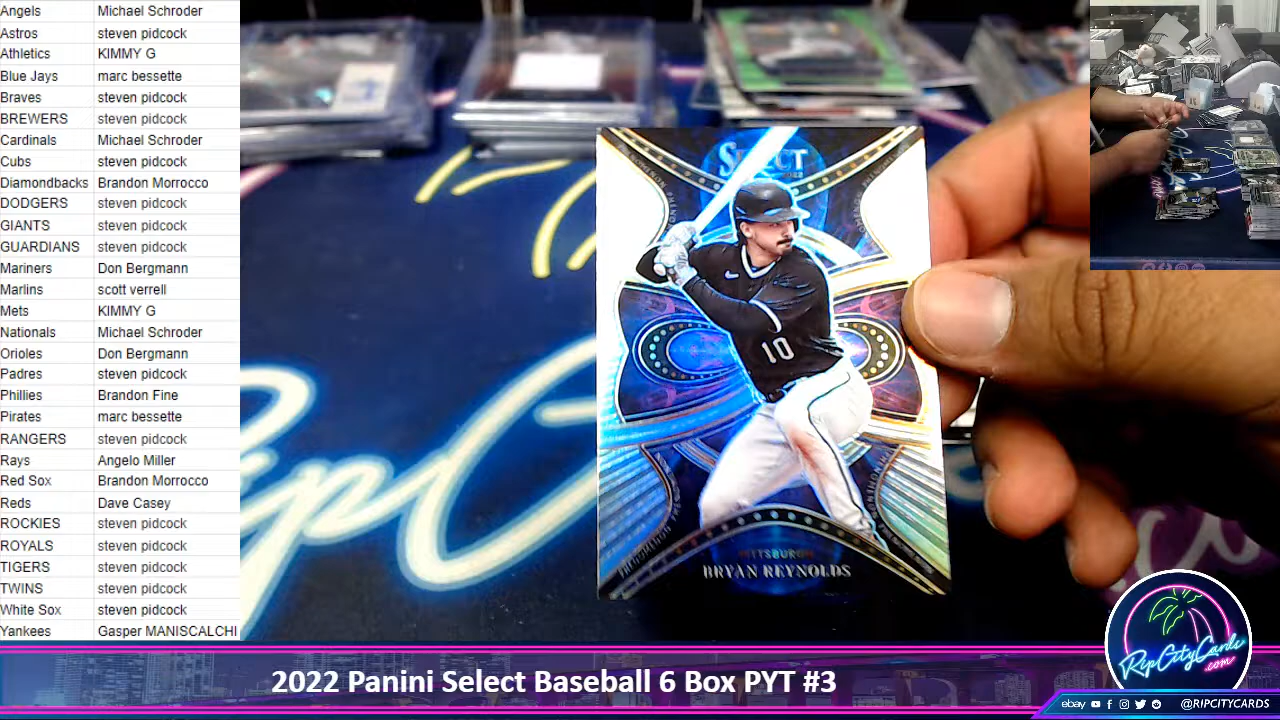 Angels Michael Schroder
Astros steven pidcock
Athletics KIMMY G
Blue Jays marc bessette
Braves steven pidcock
BREWERS steven pidcock
Cardinals Michael Schroder
Cubs steven pidcock
Diamondbacks Brandon Morrocco
DODGERS steven pidcock
GIANTS steven pidcock
GUARDIANS steven pidcock
Mariners Don Bergmann
Marlins scott verrell
Mets KIMMY G
Nationals Michael Schroder
Orioles Don Bergmann
Padres steven pidcock
Phillies Brandon Fine
Pirates marc bessette
RANGERS steven pidcock
Rays Angelo Miller
Red Sox Brandon Morrocco
Reds Dave Casey
ROCKIES steven pidcock
ROYALS steven pidcock
TIGERS steven pidcock
TWINS steven pidcock
White Sox steven pidcock
Yankees Gasper MANISCALCHI
SELECT
10
PITTSBURGH
BRYAN REYNOLDS
Rip
RipCityCards
.com
2022 Panini Select Baseball 6 Box PYT #3
ebay @RIPCITYCARDS